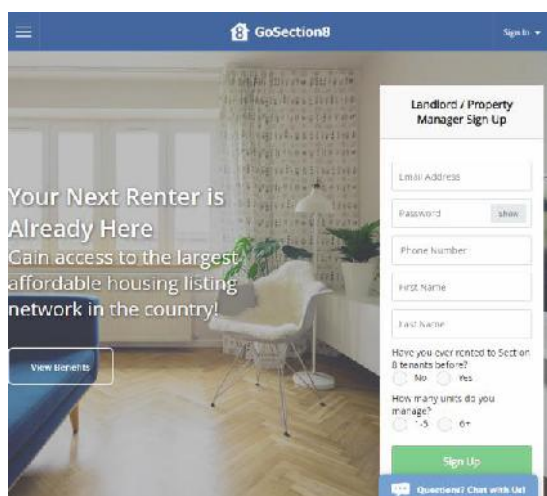 GoSection8
Sign In
Your Next Renter is
Already Here
Gain access to the largest
affordable housing listing
network in the country!
View Benefits
Landlord / Property
Manager Sign Up
Email Address
Password
show
Phone Number
First Name
Last Name
Have you ever rented to Section
8 tenants before?
No Yes
How many units do you
manage?
1-5 6+
Sign Up
Questions? Chat with Us!